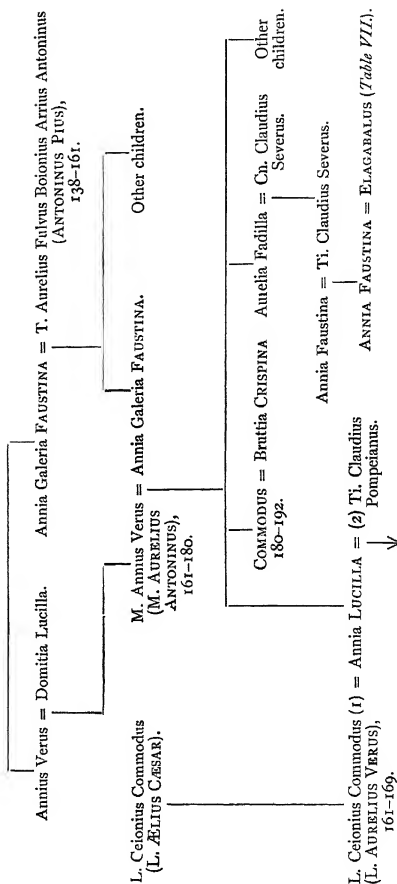 Annius Verus = Domitia Lucilla.
Annia Galeria FAUSTINA = T. Aurelius Fulvus Boionius Arrius Antoninus
(ANTONINUS PIUS),
138–161.
L. Ceionius Commodus
(L. ÆLIUS CÆSAR).
M. Annius Verus = Annia Galeria FAUSTINA.
(M. AURELIUS
ANTONINUS),
161–180.
Other children.
COMMODUS = Bruttia CRISPINA
180–192.
Aurelia Fadilla = Cn. Claudius
Severus.
Other
children.
Annia Faustina = Ti. Claudius Severus.
L. Ceionius Commodus (1) = Annia LUCILLA = (2) Ti. Claudius
(L. AURELIUS VERUS),
Pompeianus.
161–169.
ANNIA FAUSTINA = ELAGABALUS (Table VII.).